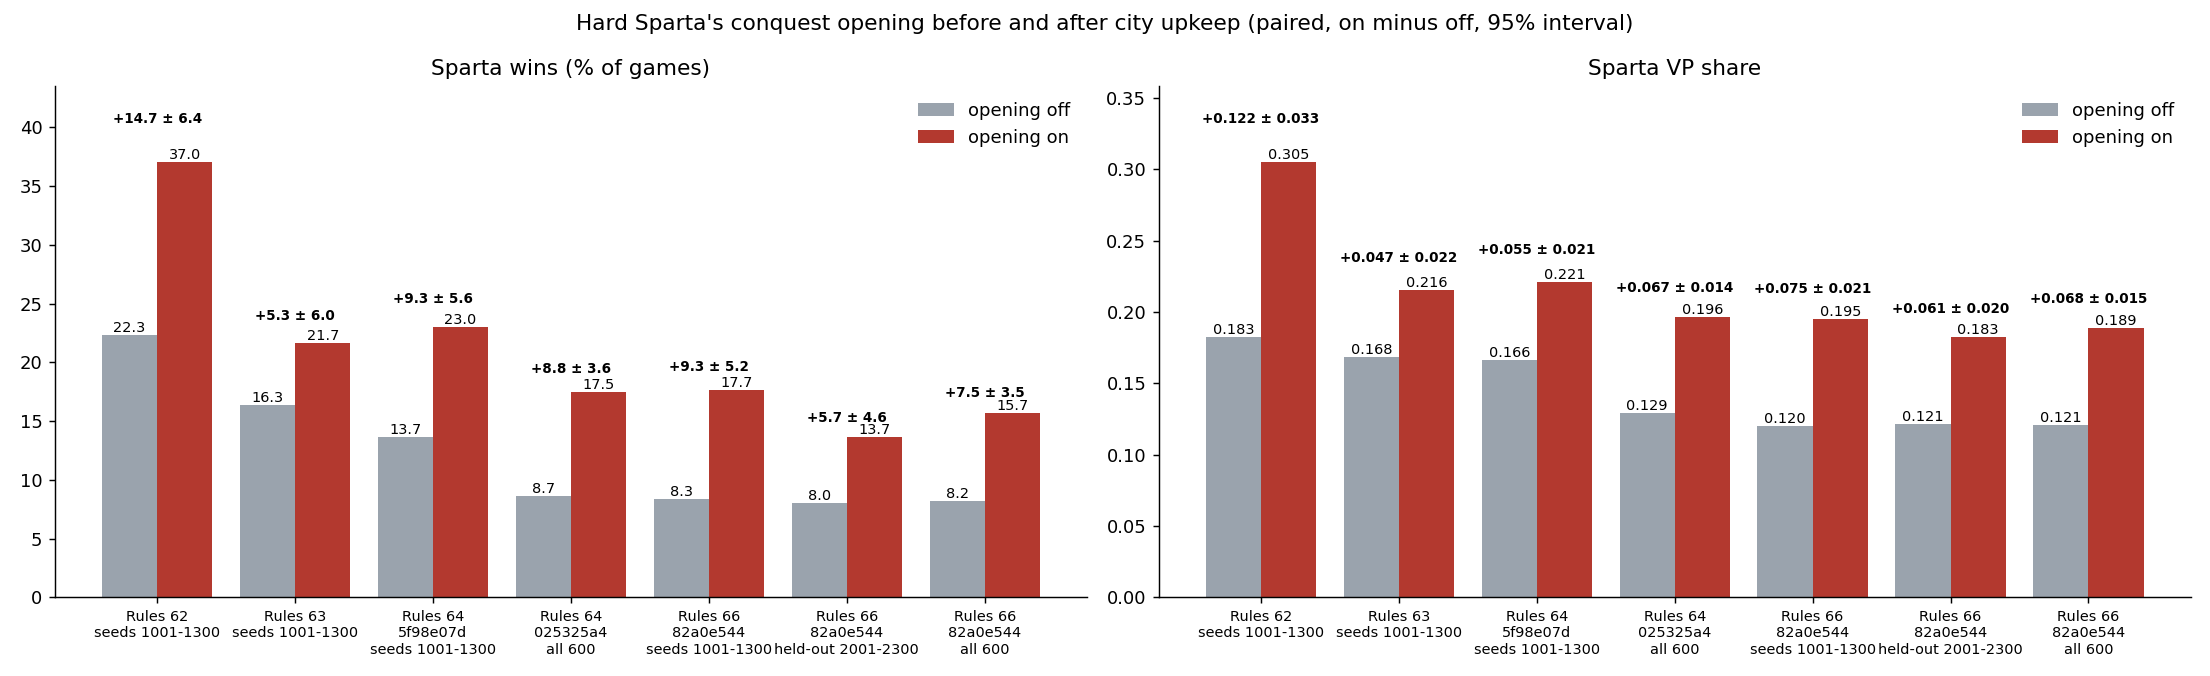 Hard Sparta's conquest opening before and after city upkeep (paired, on minus off, 95% interval)
Sparta wins (% of games)
opening off
opening on
40
35
30
25
20
15
10
5
0
+14.7 ± 6.4
22.3
37.0
+5.3 ± 6.0
16.3
21.7
+9.3 ± 5.6
13.7
23.0
+8.8 ± 3.6
8.7
17.5
+9.3 ± 5.2
8.3
17.7
+5.7 ± 4.6
8.0
13.7
+7.5 ± 3.5
8.2
15.7
Rules 62
seeds 1001-1300
Rules 63
seeds 1001-1300
Rules 64
5f98e07d
seeds 1001-1300
Rules 64
025325a4
all 600
Rules 66
82a0e544
seeds 1001-1300
Rules 66
82a0e544
held-out 2001-2300
Rules 66
82a0e544
all 600
Sparta VP share
opening off
opening on
0.35
0.30
0.25
0.20
0.15
0.10
0.05
0.00
+0.122 ± 0.033
0.183
0.305
+0.047 ± 0.022
0.168
0.216
+0.055 ± 0.021
0.166
0.221
+0.067 ± 0.014
0.129
0.196
+0.075 ± 0.021
0.120
0.195
+0.061 ± 0.020
0.121
0.183
+0.068 ± 0.015
0.121
0.189
Rules 62
seeds 1001-1300
Rules 63
seeds 1001-1300
Rules 64
5f98e07d
seeds 1001-1300
Rules 64
025325a4
all 600
Rules 66
82a0e544
seeds 1001-1300
Rules 66
82a0e544
held-out 2001-2300
Rules 66
82a0e544
all 600